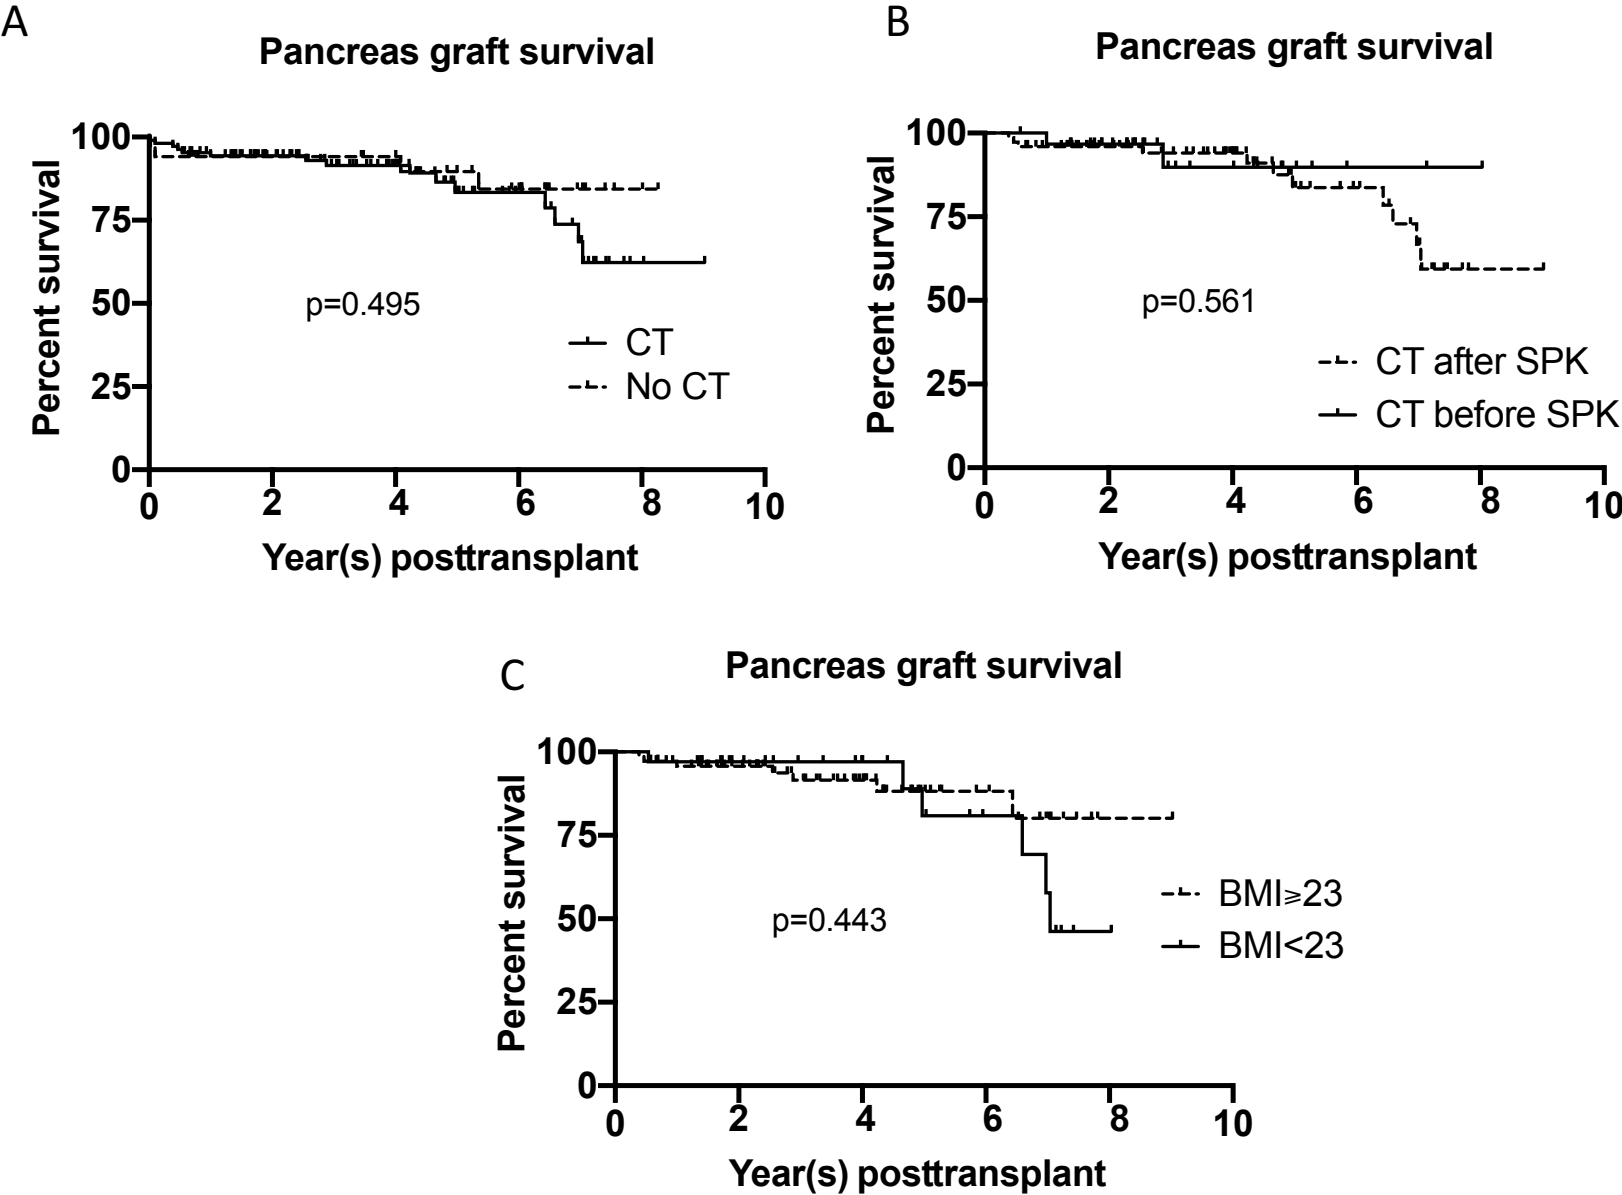 A
Pancreas graft survival
100
75
50
25
0
Percent survival
p=0.495
CT
No CT
0 2 4 6 8 10
Year(s) posttransplant
B
Pancreas graft survival
100
75
50
25
0
Percent survival
p=0.561
CT after SPK
CT before SPK
0 2 4 6 8 10
Year(s) posttransplant
C
Pancreas graft survival
100
75
50
25
0
Percent survival
p=0.443
BMI⩾23
BMI<23
0 2 4 6 8 10
Year(s) posttransplant